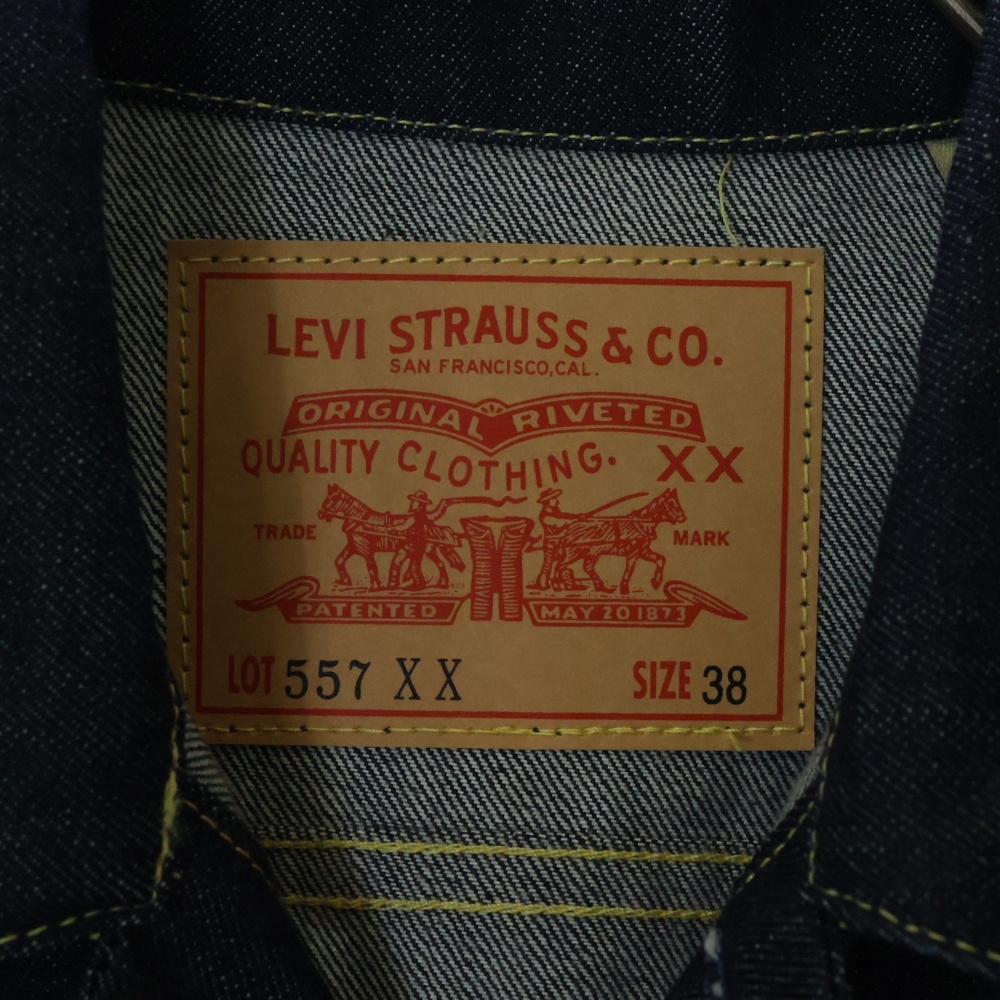 LEVI STRAUSS & CO.
SAN FRANCISCO, CAL.
ORIGINAL RIVETED
QUALITY CLOTHING. XX
TRADE MARK
PATENTED MAY 20 1873
LOT 557 XX SIZE 38